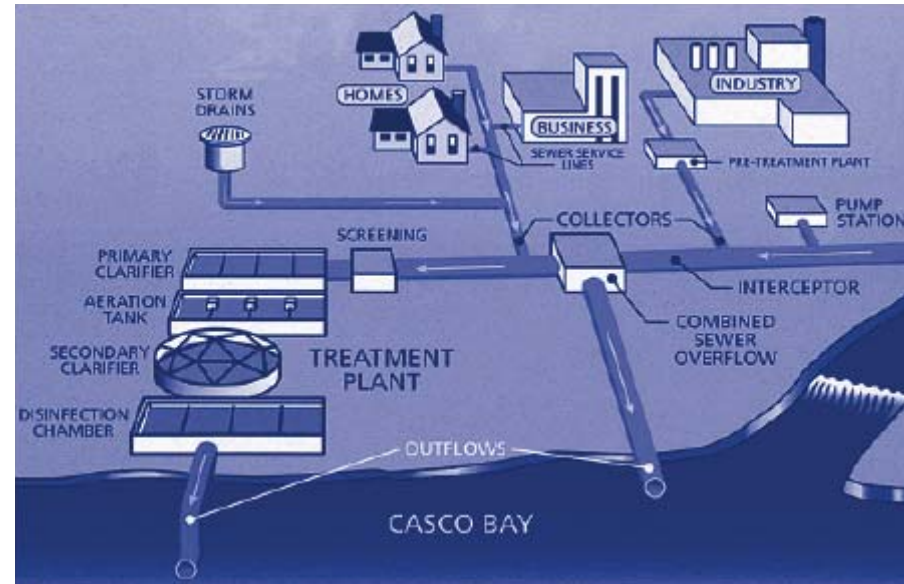 STORM
DRAINS
HOMES
BUSINESS
SEWER SERVICE
LINES
INDUSTRY
PRE-TREATMENT PLANT
PUMP
STATION
COLLECTORS
SCREENING
PRIMARY
CLARIFIER
INTERCEPTOR
AERATION
TANK
COMBINED
SEWER
OVERFLOW
SECONDARY
CLARIFIER
TREATMENT
PLANT
DISINFECTION
CHAMBER
OUTFLOWS
CASCO BAY